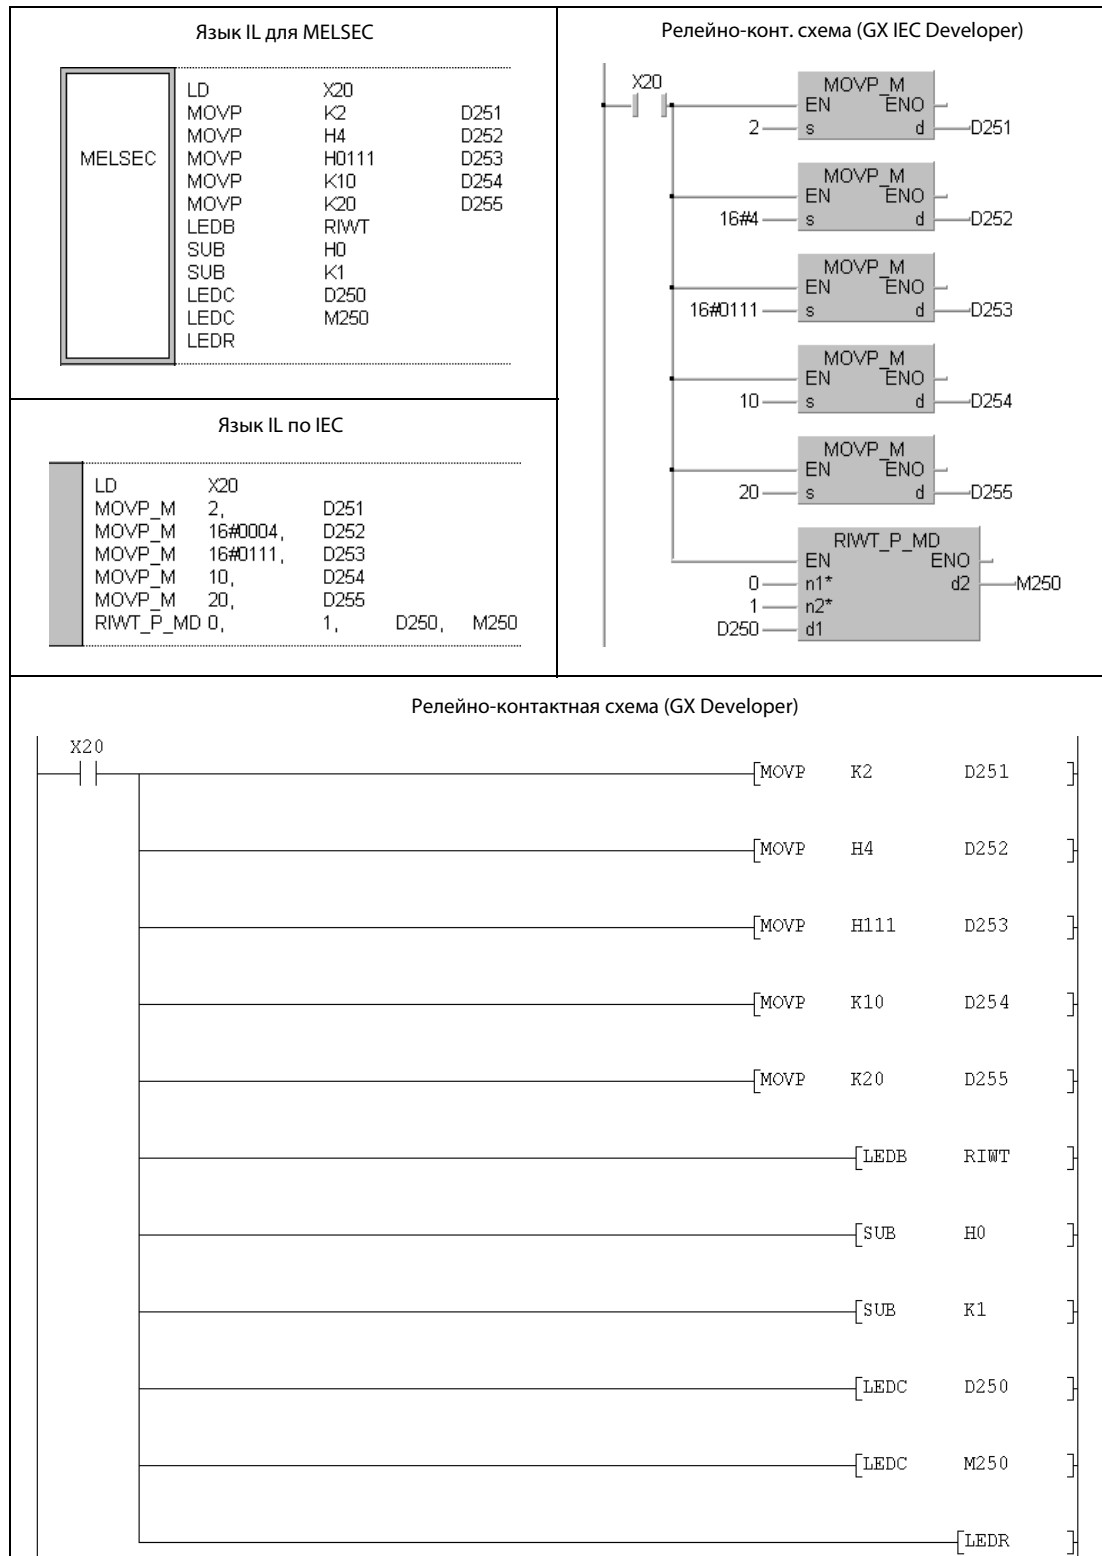 Язык IL для MELSEC
MELSEC
LD X20
MOVP K2 D251
MOVP H4 D252
MOVP H0111 D253
MOVP K10 D254
MOVP K20 D255
LEDB RIWT
SUB H0
SUB K1
LEDC D250
LEDC M250
LEDR
Язык IL по IEC
LD X20
MOVP_M 2, D251
MOVP_M 16#0004, D252
MOVP_M 16#0111, D253
MOVP_M 10, D254
MOVP_M 20, D255
RIWT_P_MD 0, 1, D250, M250
Релейно-конт. схема (GX IEC Developer)
X20
MOVP_M
EN ENO
2 s d D251
MOVP_M
EN ENO
16#4 s d D252
MOVP_M
EN ENO
16#0111 s d D253
MOVP_M
EN ENO
10 s d D254
MOVP_M
EN ENO
20 s d D255
RIWT_P_MD
EN ENO
0 n1* d2 M250
1 n2*
D250 d1
Релейно-контактная схема (GX Developer)
X20
[MOVP K2 D251 ]
[MOVP H4 D252 ]
[MOVP H111 D253 ]
[MOVP K10 D254 ]
[MOVP K20 D255 ]
[LEDB RIWT ]
[SUB H0 ]
[SUB K1 ]
[LEDC D250 ]
[LEDC M250 ]
[LEDR ]